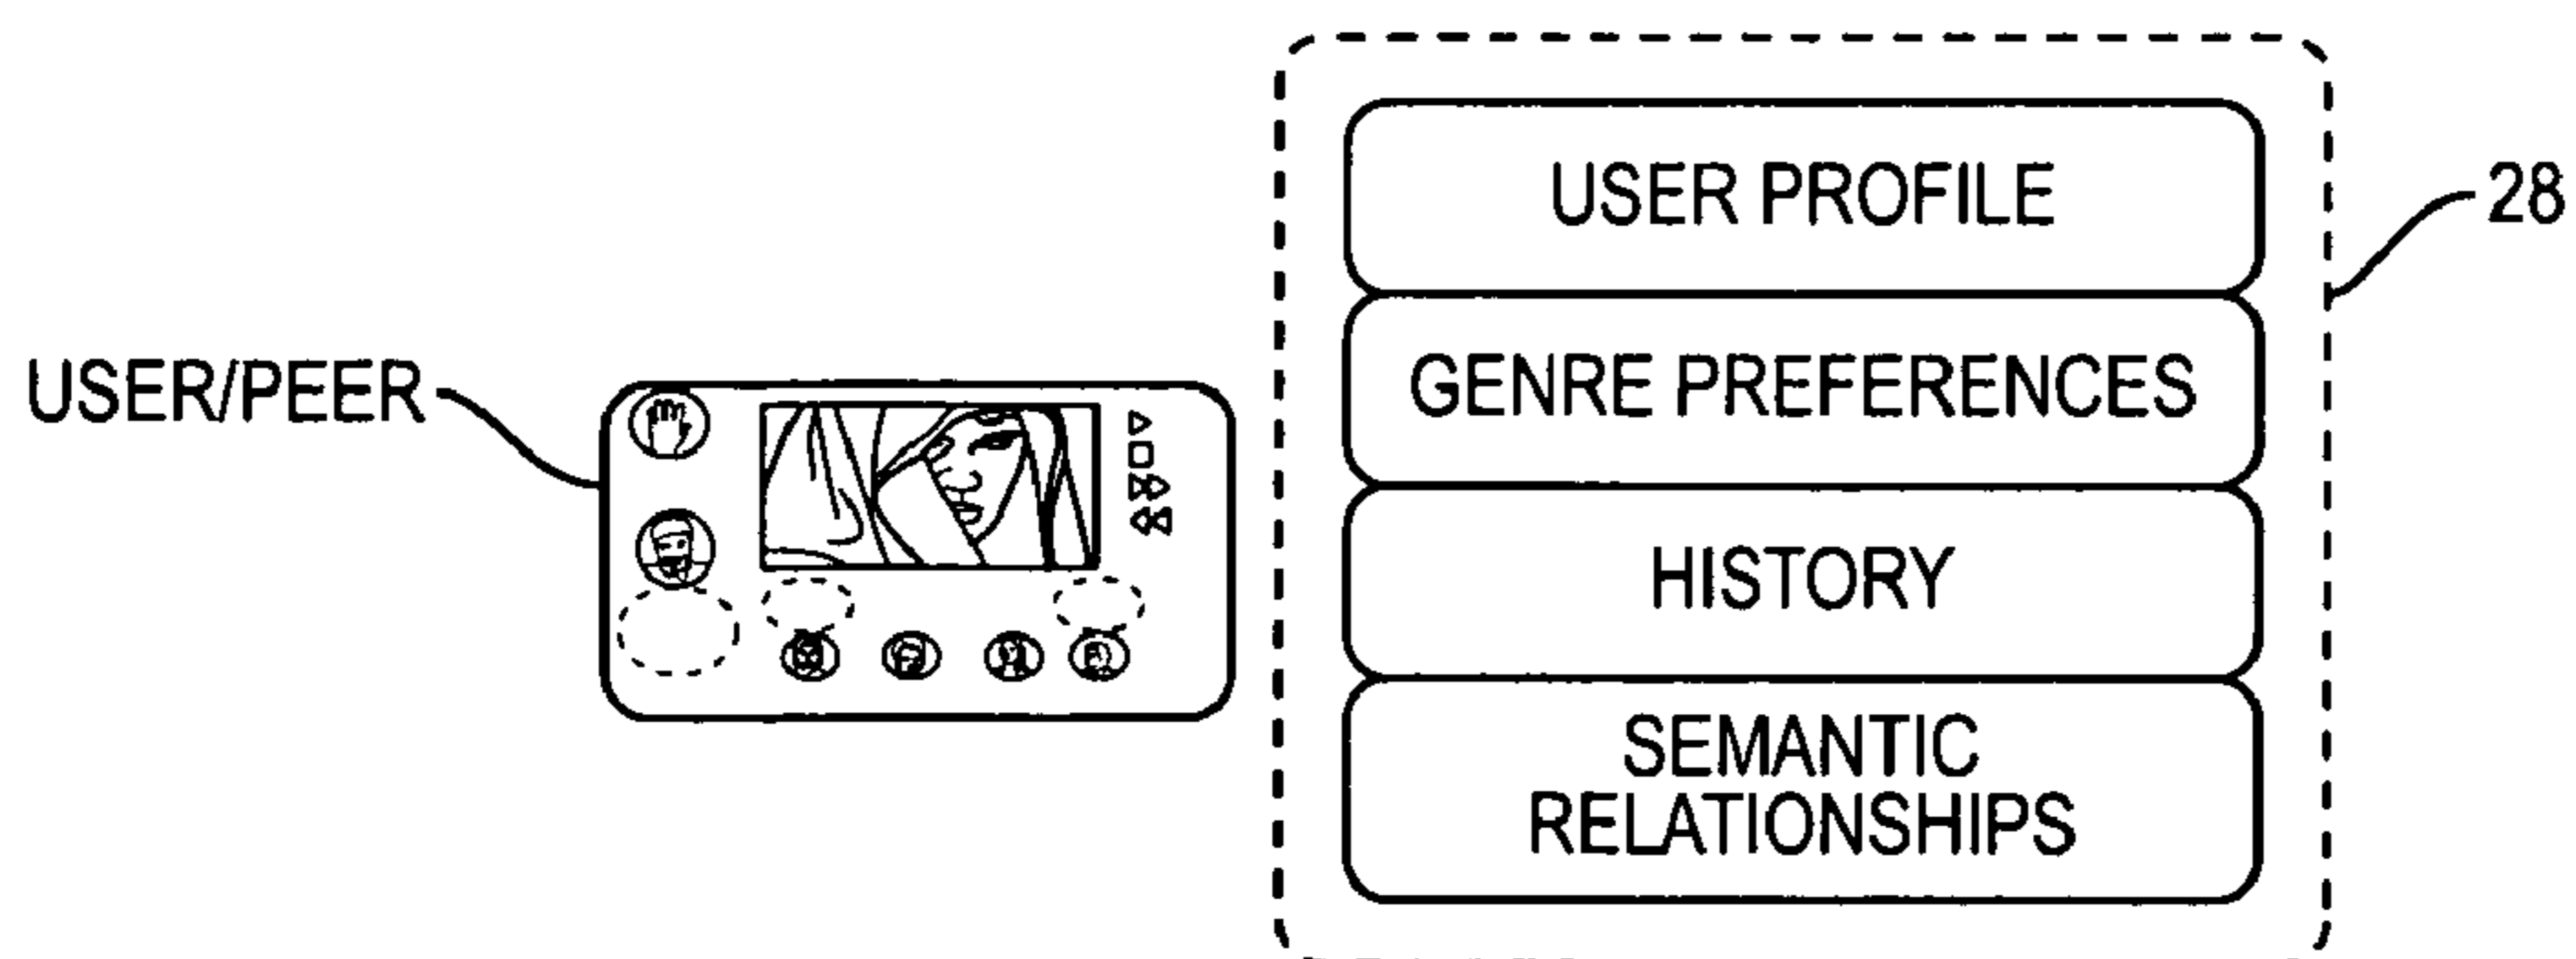 USER PROFILE
28
USER/PEER
GENRE PREFERENCES
HISTORY
SEMANTIC
RELATIONSHIPS